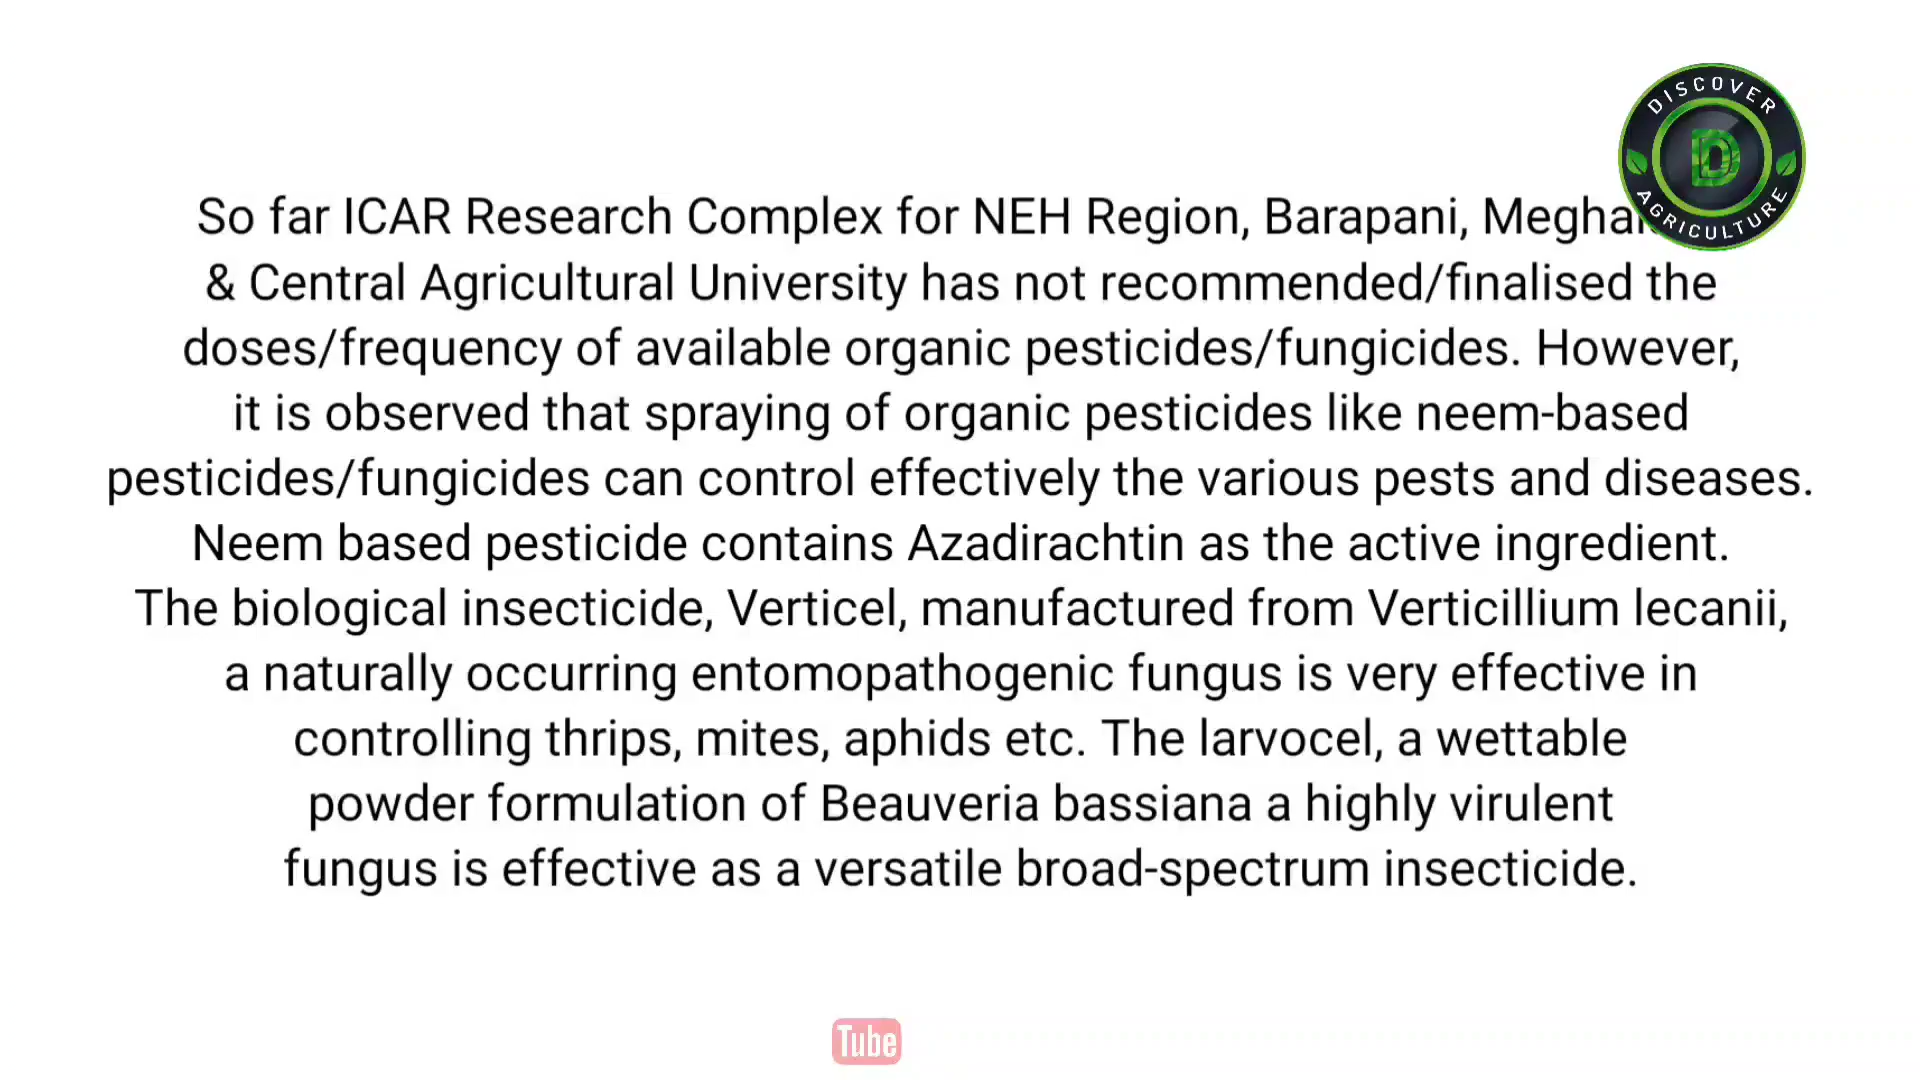 DISCOVER
AGRICULTURE
D
So far ICAR Research Complex for NEH Region, Barapani,
& Central Agricultural University has not recommended/finalised the
doses/frequency of available organic pesticides/fungicides. However,
it is observed that spraying of organic pesticides like neem-based
pesticides/fungicides can control effectively the various pests and diseases.
Neem based pesticide contains Azadirachtin as the active ingredient.
The biological insecticide, Verticel, manufactured from Verticillium lecanii,
a naturally occurring entomopathogenic fungus is very effective in
controlling thrips, mites, aphids etc. The larvocel, a wettable
powder formulation of Beauveria bassiana a highly virulent
fungus is effective as a versatile broad-spectrum insecticide.
Tube